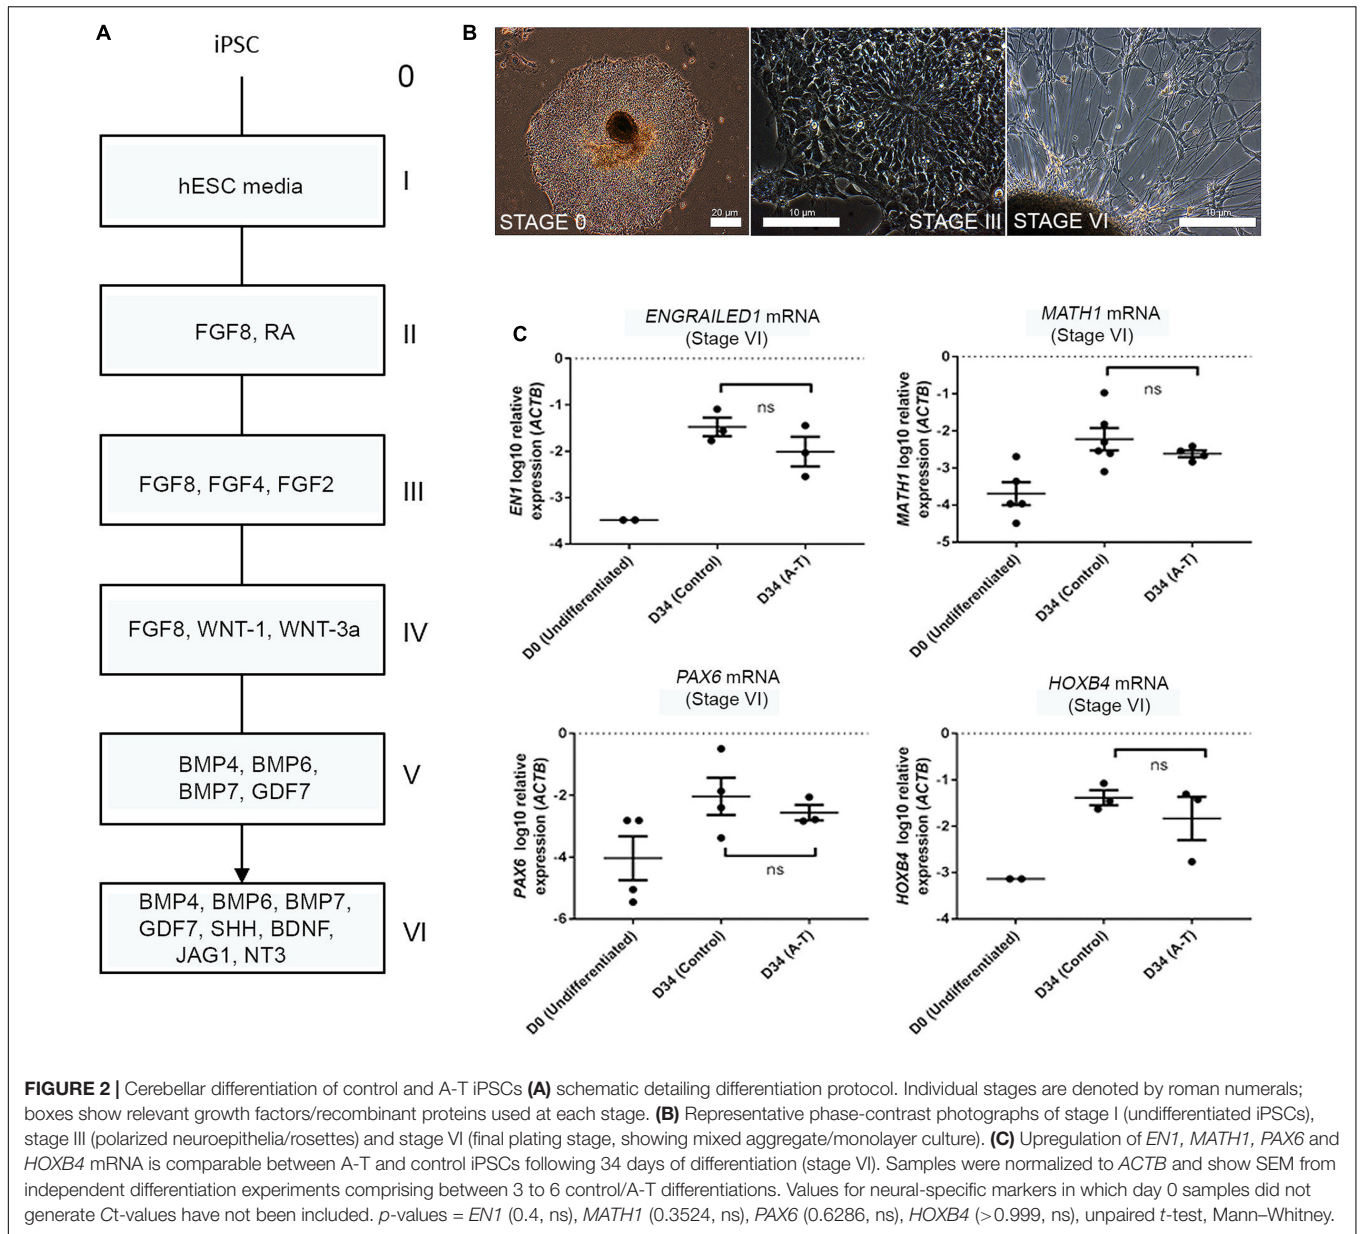 A
iPSC
0
hESC media
I
FGF8, RA
II
FGF8, FGF4, FGF2
III
FGF8, WNT-1, WNT-3a
IV
BMP4, BMP6,
BMP7, GDF7
V
BMP4, BMP6, BMP7,
GDF7, SHH, BDNF,
JAG1, NT3
VI
B
20 µm
STAGE 0
10 µm
STAGE III
10 µm
STAGE VI
C
ENGRAILED1 mRNA
(Stage VI)
EN1 log10 relative
expression (ACTB)
0
-1
-2
-3
-4
ns
D0 (Undifferentiated)
D34 (Control)
D34 (A-T)
MATH1 mRNA
(Stage VI)
MATH1 log10 relative
expression (ACTB)
0
-1
-2
-3
-4
-5
ns
D0 (Undifferentiated)
D34 (Control)
D34 (A-T)
PAX6 mRNA
(Stage VI)
PAX6 log10 relative
expression (ACTB)
0
-2
-4
-6
ns
D0 (Undifferentiated)
D34 (Control)
D34 (A-T)
HOXB4 mRNA
(Stage VI)
HOXB4 log10 relative
expression (ACTB)
0
-1
-2
-3
-4
ns
D0 (Undifferentiated)
D34 (Control)
D34 (A-T)
FIGURE 2 | Cerebellar differentiation of control and A-T iPSCs (A) schematic detailing differentiation protocol. Individual stages are denoted by roman numerals;
boxes show relevant growth factors/recombinant proteins used at each stage. (B) Representative phase-contrast photographs of stage I (undifferentiated iPSCs),
stage III (polarized neuroepithelia/rosettes) and stage VI (final plating stage, showing mixed aggregate/monolayer culture). (C) Upregulation of EN1, MATH1, PAX6 and
HOXB4 mRNA is comparable between A-T and control iPSCs following 34 days of differentiation (stage VI). Samples were normalized to ACTB and show SEM from
independent differentiation experiments comprising between 3 to 6 control/A-T differentiations. Values for neural-specific markers in which day 0 samples did not
generate Ct-values have not been included. p-values = EN1 (0.4, ns), MATH1 (0.3524, ns), PAX6 (0.6286, ns), HOXB4 (>0.999, ns), unpaired t-test, Mann–Whitney.